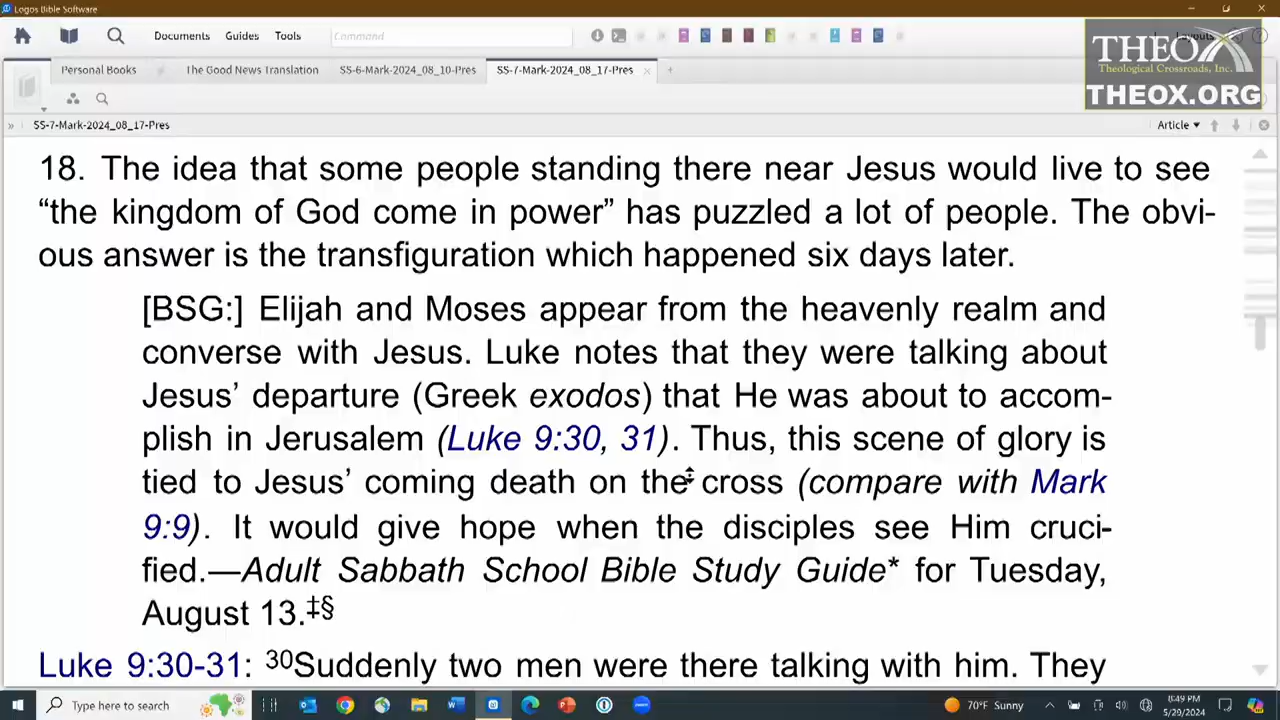 Logos Bible Software
Documents Guides Tools Command
THEOX
Theological Crossroads, Inc.
THEOX.ORG
Personal Books The Good News Translation SS-6-Mark-2024 SS-7-Mark-2024_08_17-Pres
SS-7-Mark-2024_08_17-Pres Article
18. The idea that some people standing there near Jesus would live to see
“the kingdom of God come in power” has puzzled a lot of people. The obvi-
ous answer is the transfiguration which happened six days later.
[BSG:] Elijah and Moses appear from the heavenly realm and
converse with Jesus. Luke notes that they were talking about
Jesus’ departure (Greek exodos) that He was about to accom-
plish in Jerusalem (Luke 9:30, 31). Thus, this scene of glory is
tied to Jesus’ coming death on the cross (compare with Mark
9:9). It would give hope when the disciples see Him cruci-
fied.—Adult Sabbath School Bible Study Guide* for Tuesday,
August 13.‡§
Luke 9:30-31: 30Suddenly two men were there talking with him. They
Type here to search 70°F Sunny 8:49 PM
5/29/2024